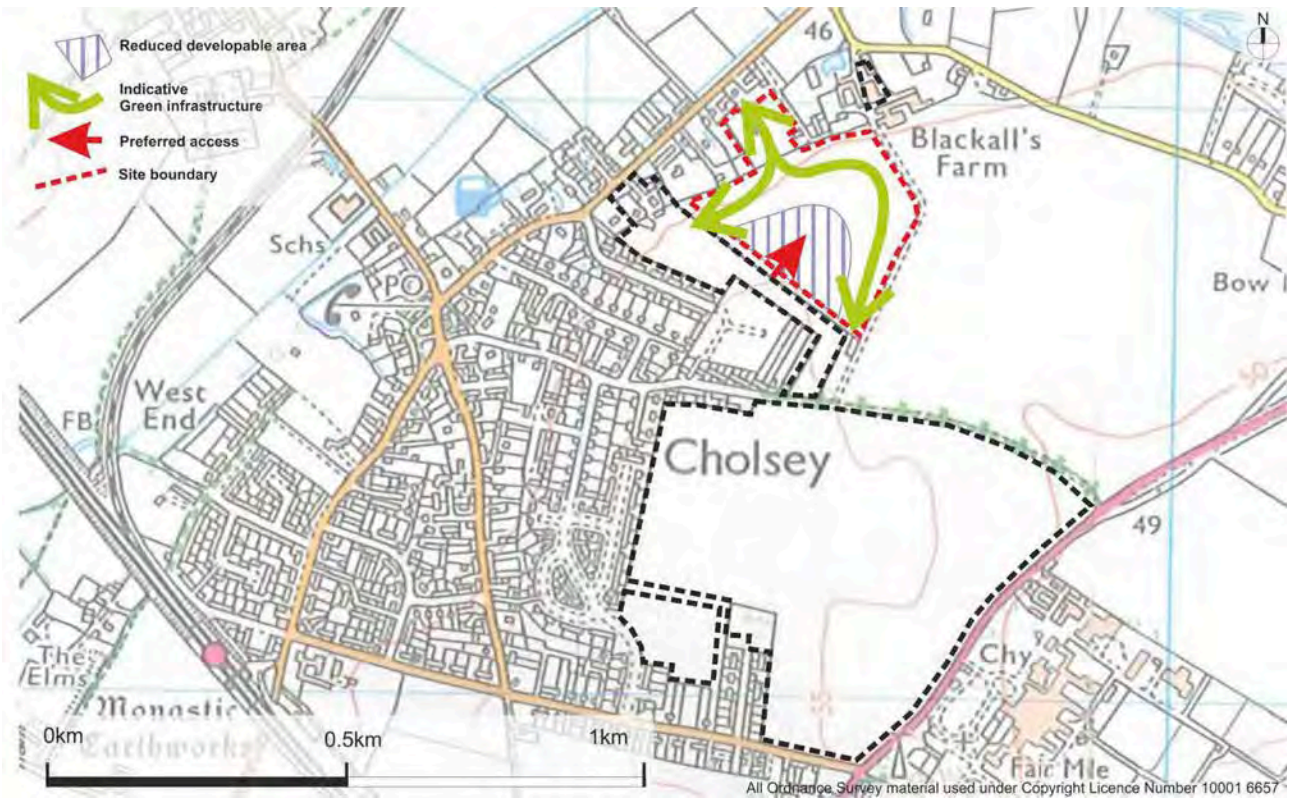 Reduced developable area
Indicative
Green infrastructure
Preferred access
Site boundary
N
46
Blackall's
Farm
Schs
PO
Bow
West
End
FB
50
Cholsey
49
The
Elms
Chy
55
Monastic
Earthworks
Fair Mile
0km
0.5km
1km
All Ordnance Survey material used under Copyright Licence Number 10001 6657